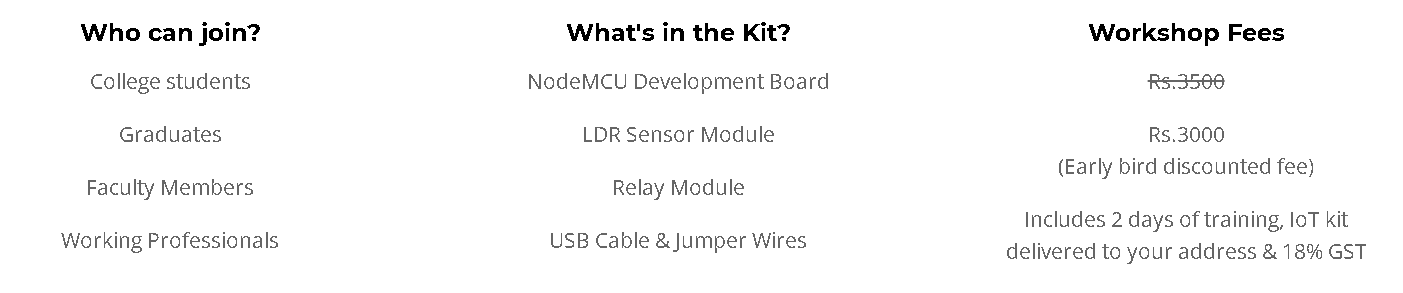 Who can join?
College students
Graduates
Faculty Members
Working Professionals
What's in the Kit?
NodeMCU Development Board
LDR Sensor Module
Relay Module
USB Cable & Jumper Wires
Workshop Fees
Rs.3500
Rs.3000
(Early bird discounted fee)
Includes 2 days of training, IoT kit
delivered to your address & 18% GST